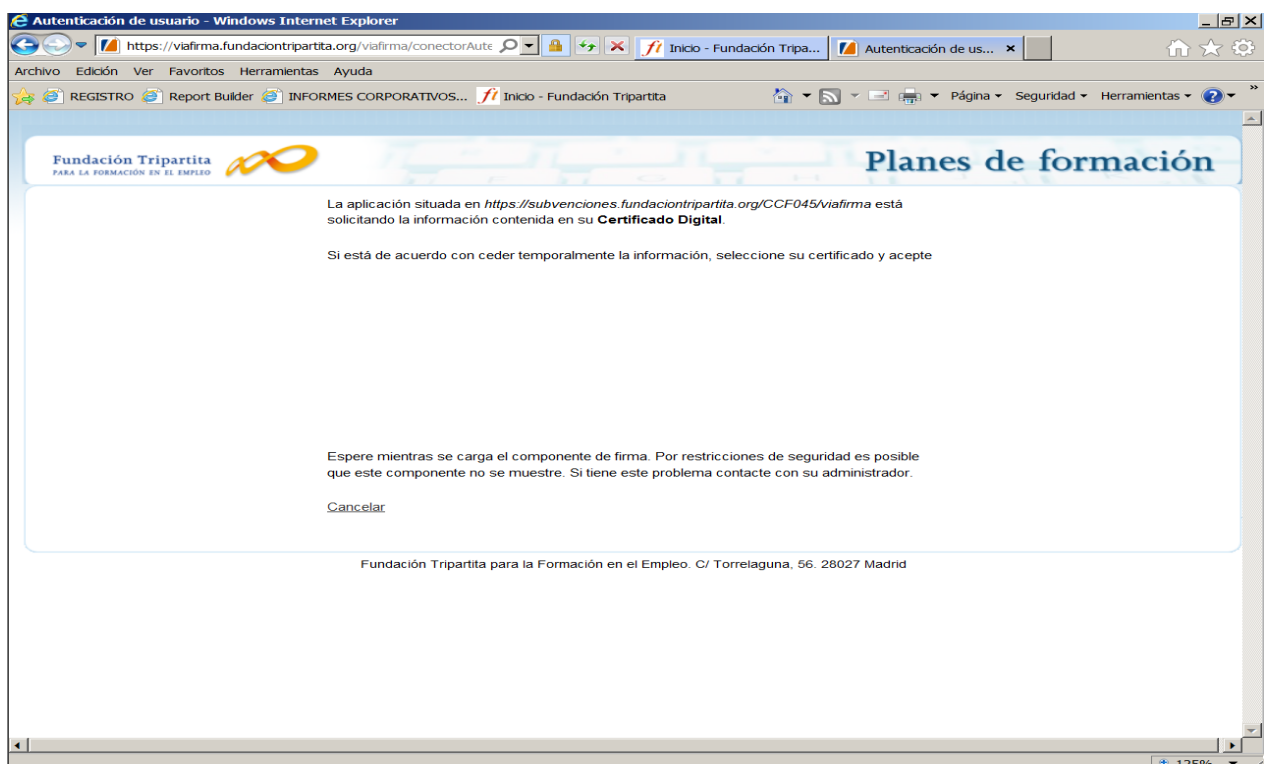 Autenticación de usuario - Windows Internet Explorer
https://viafirma.fundaciontripartita.org/viafirma/conectorAute
Inicio - Fundación Tripa...
Autenticación de us...
Archivo Edición Ver Favoritos Herramientas Ayuda
REGISTRO Report Builder INFORMES CORPORATIVOS... Inicio - Fundación Tripartita Página Seguridad Herramientas
Fundación Tripartita
PARA LA FORMACIÓN EN EL EMPLEO
Planes de formación
La aplicación situada en https://subvenciones.fundaciontripartita.org/CCF045/viafirma está
solicitando la información contenida en su Certificado Digital.
Si está de acuerdo con ceder temporalmente la información, seleccione su certificado y acepte
Espere mientras se carga el componente de firma. Por restricciones de seguridad es posible
que este componente no se muestre. Si tiene este problema contacte con su administrador.
Cancelar
Fundación Tripartita para la Formación en el Empleo. C/ Torrelaguna, 56. 28027 Madrid
125%